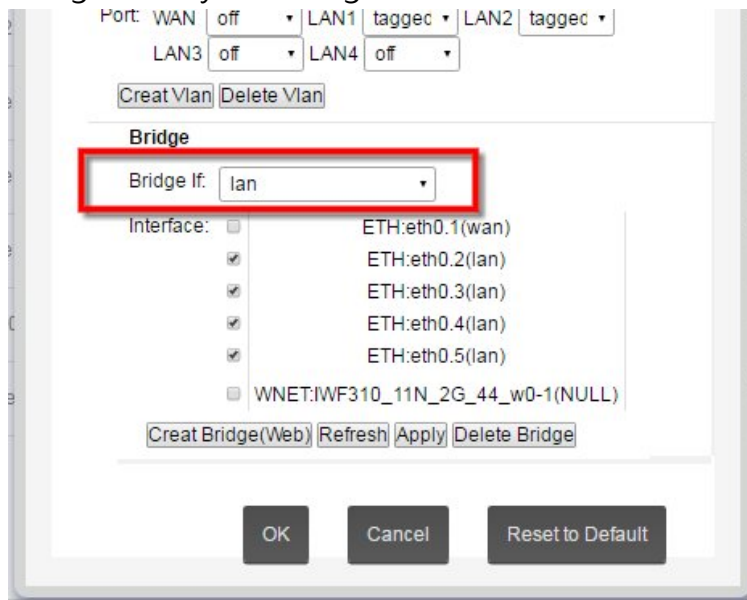 Port: WAN off LAN1 tagged LAN2 tagged
LAN3 off LAN4 off
Creat Vlan Delete Vlan
Bridge
Bridge If: lan
Interface: ETH:eth0.1(wan)
ETH:eth0.2(lan)
ETH:eth0.3(lan)
ETH:eth0.4(lan)
ETH:eth0.5(lan)
WNET:IWF310_11N_2G_44_w0-1(NULL)
Creat Bridge(Web) Refresh Apply Delete Bridge
OK Cancel Reset to Default